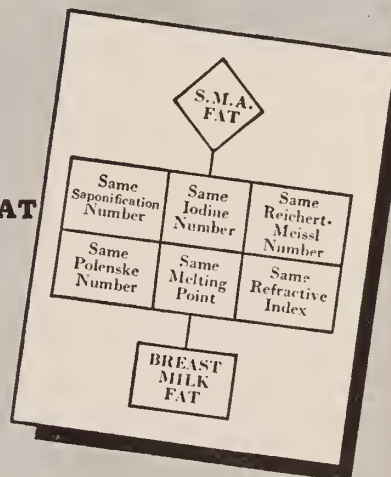 AT
S.M.A.
FAT
Same
Saponification
Number
Same
Iodine
Number
Same
Reichert-
Meissl
Number
Same
Polenske
Number
Same
Melting
Point
Same
Refractive
Index
BREAST
MILK
FAT